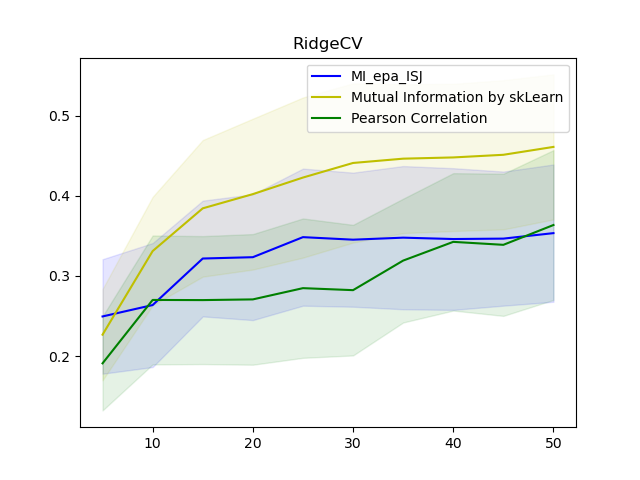 RidgeCV
MI_epa_ISJ
Mutual Information by skLearn
Pearson Correlation
0.5
0.4
0.3
0.2
10 20 30 40 50